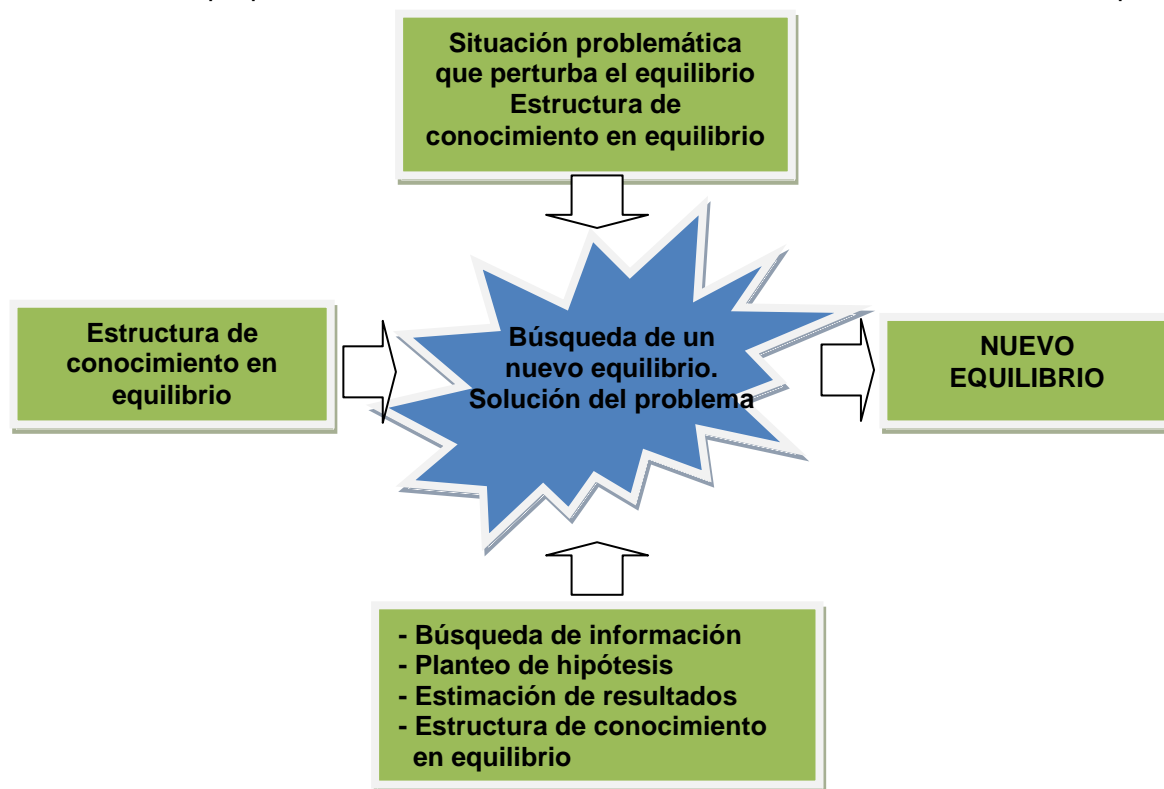 Situación problemática
que perturba el equilibrio
Estructura de
conocimiento en equilibrio
Estructura de
conocimiento en
equilibrio
Búsqueda de un
nuevo equilibrio.
Solución del problema
NUEVO
EQUILIBRIO
- Búsqueda de información
- Planteo de hipótesis
- Estimación de resultados
- Estructura de conocimiento
en equilibrio